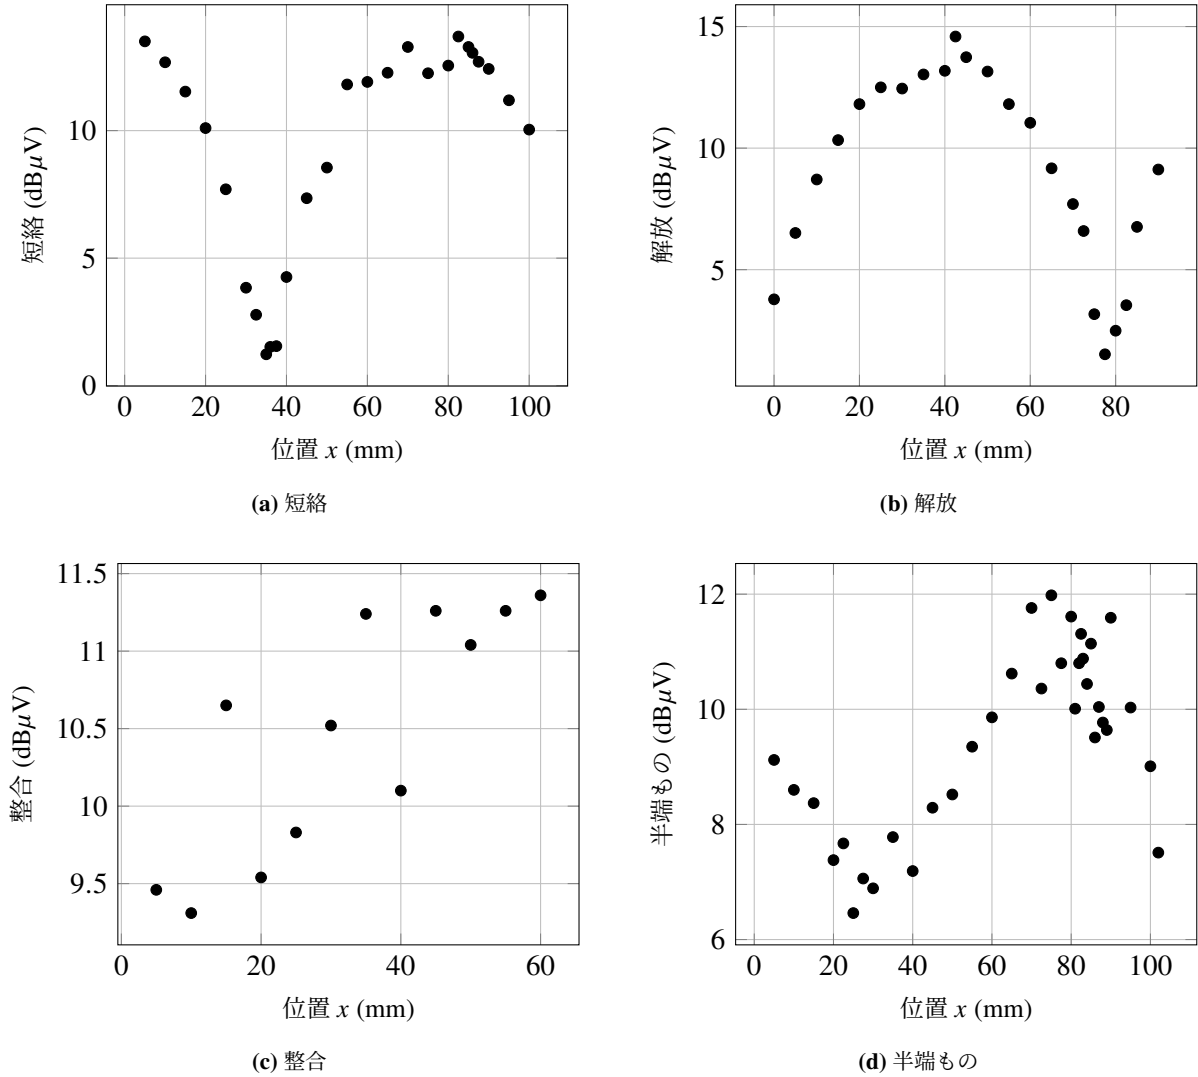 10
5
0
0 20 40 60 80 100
短絡 (dBμV)
位置 x (mm)
(a) 短絡
15
10
5
0 20 40 60 80
解放 (dBμV)
位置 x (mm)
(b) 解放
11.5
11
10.5
10
9.5
0 20 40 60
整合 (dBμV)
位置 x (mm)
(c) 整合
12
10
8
6
0 20 40 60 80 100
半端もの (dBμV)
位置 x (mm)
(d) 半端もの